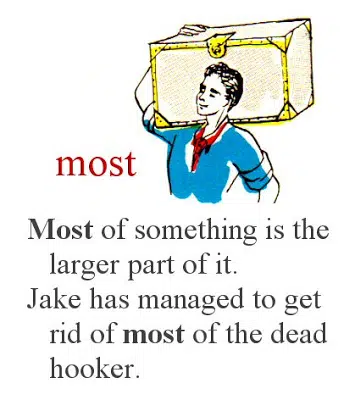 most
Most of something is the
larger part of it.
Jake has managed to get
rid of most of the dead
hooker.